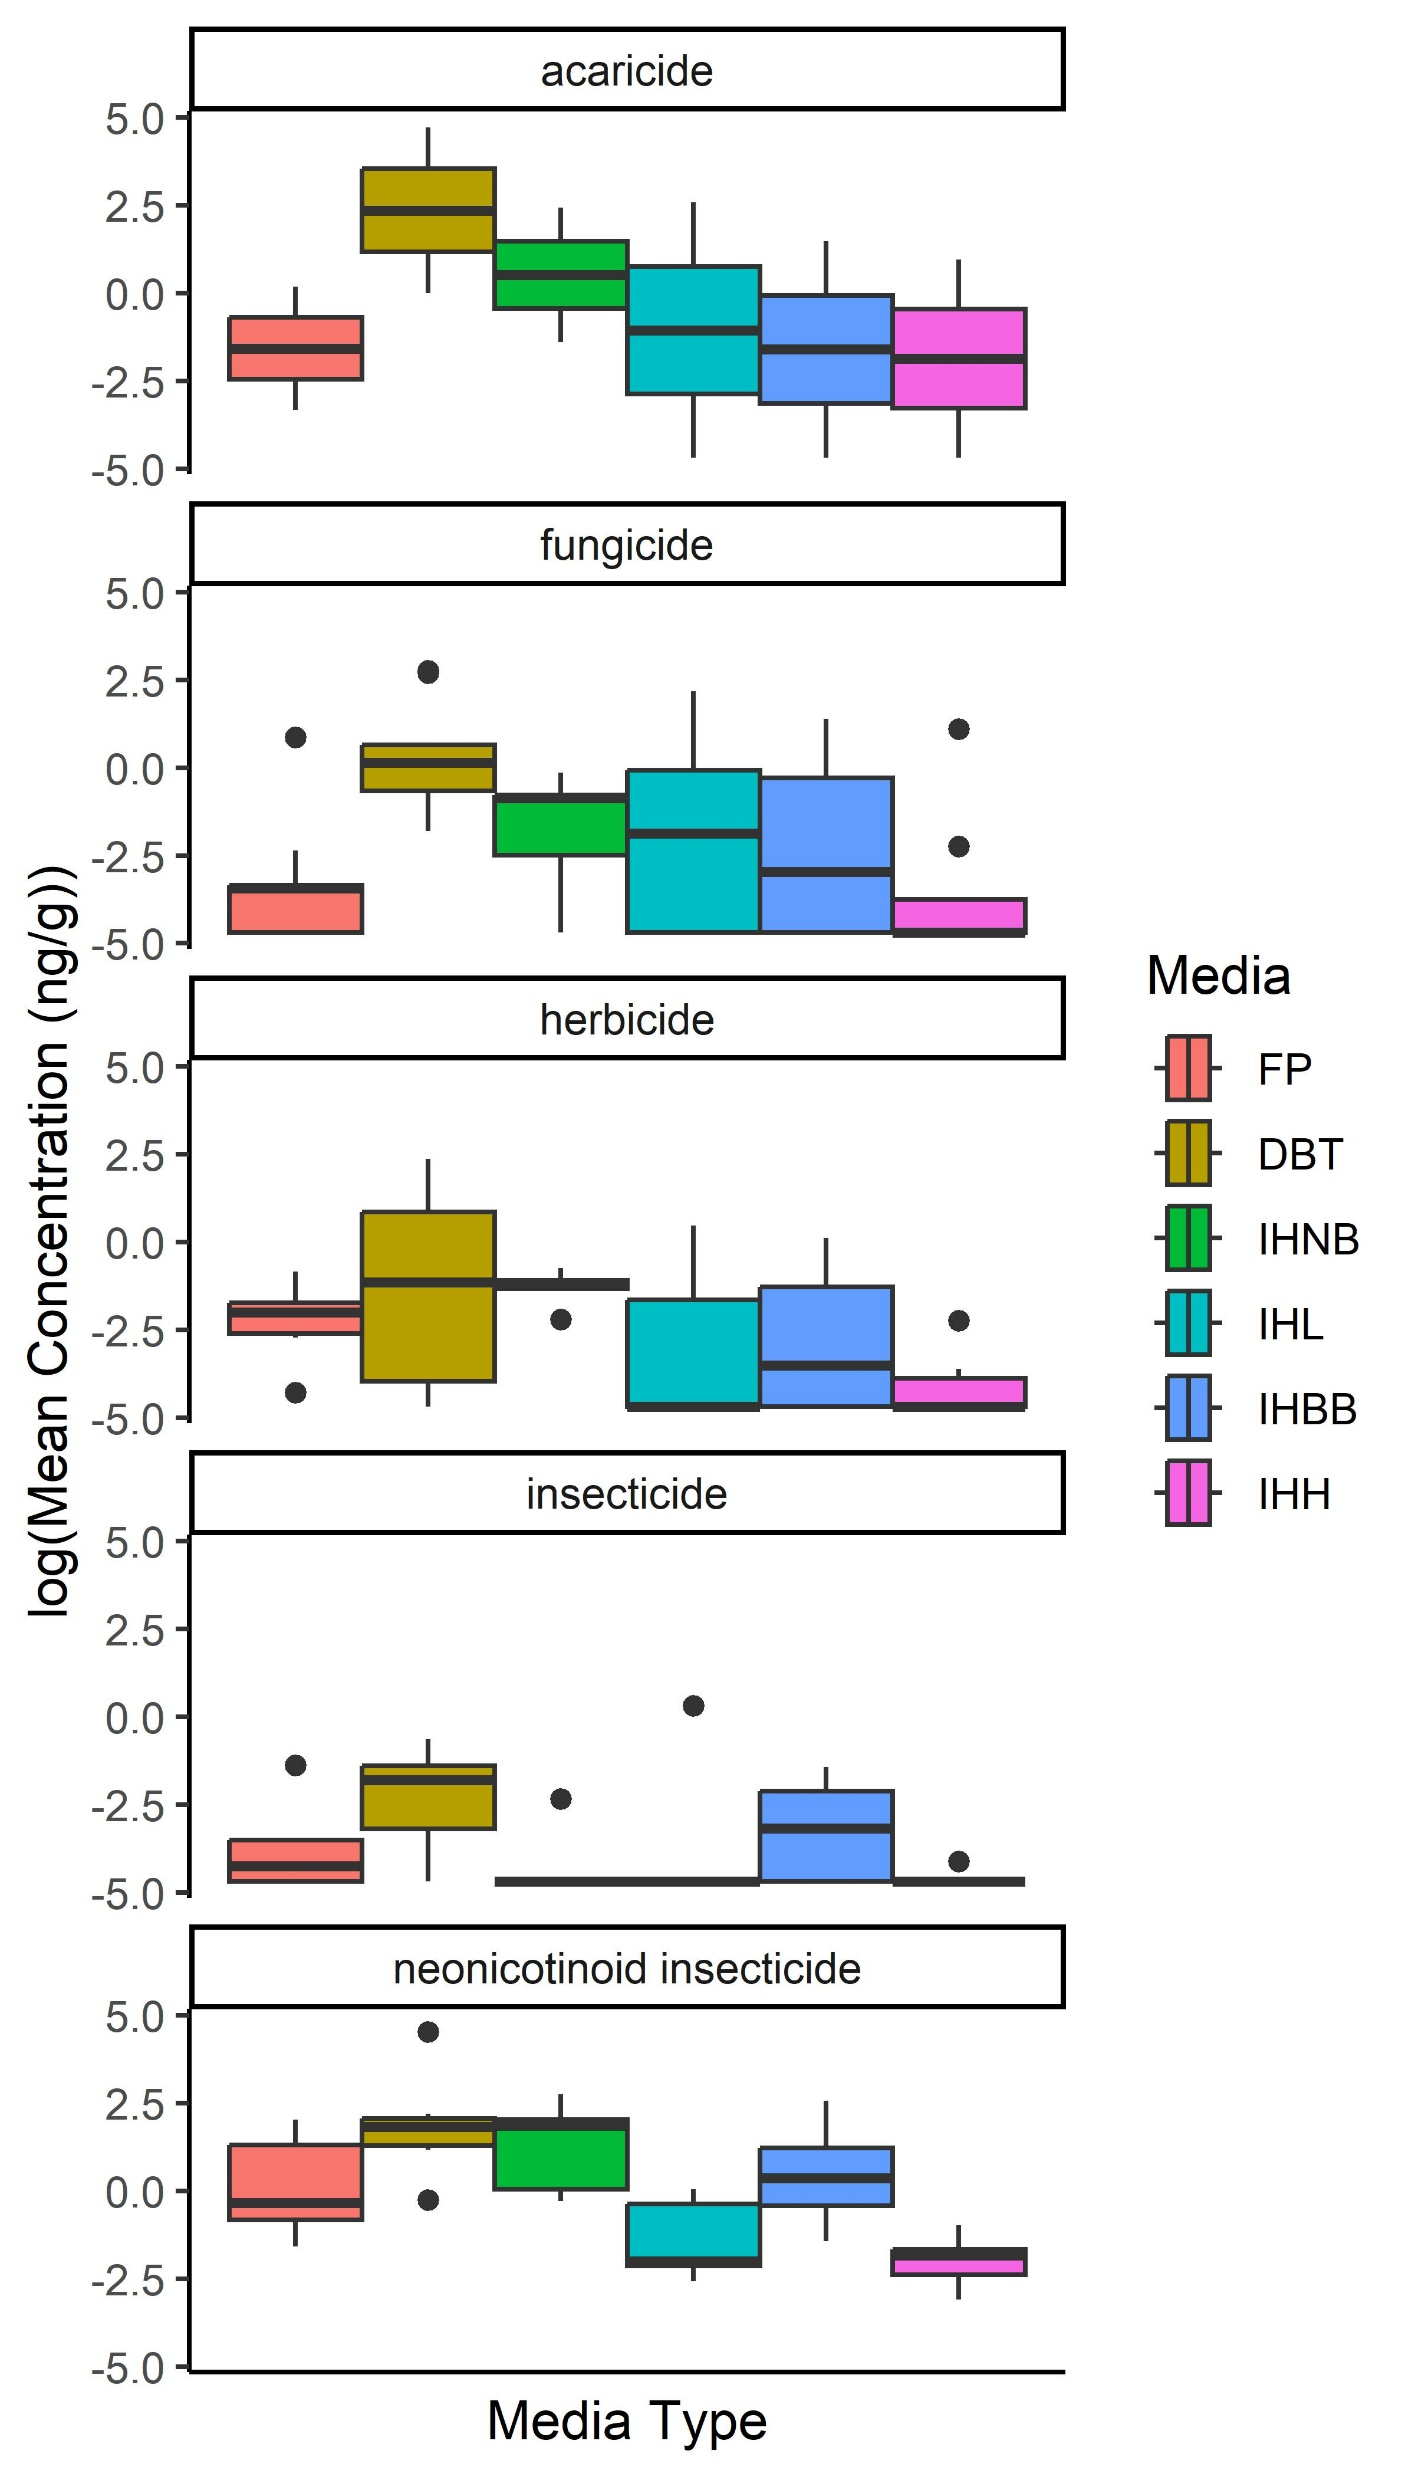 acaricide
5.0
2.5
0.0
-2.5
-5.0
fungicide
5.0
2.5
0.0
-2.5
-5.0
herbicide
5.0
2.5
0.0
-2.5
-5.0
insecticide
5.0
2.5
0.0
-2.5
-5.0
neonicotinoid insecticide
5.0
2.5
0.0
-2.5
-5.0
log(Mean Concentration (ng/g))
Media Type
Media
FP
DBT
IHNB
IHL
IHBB
IHH